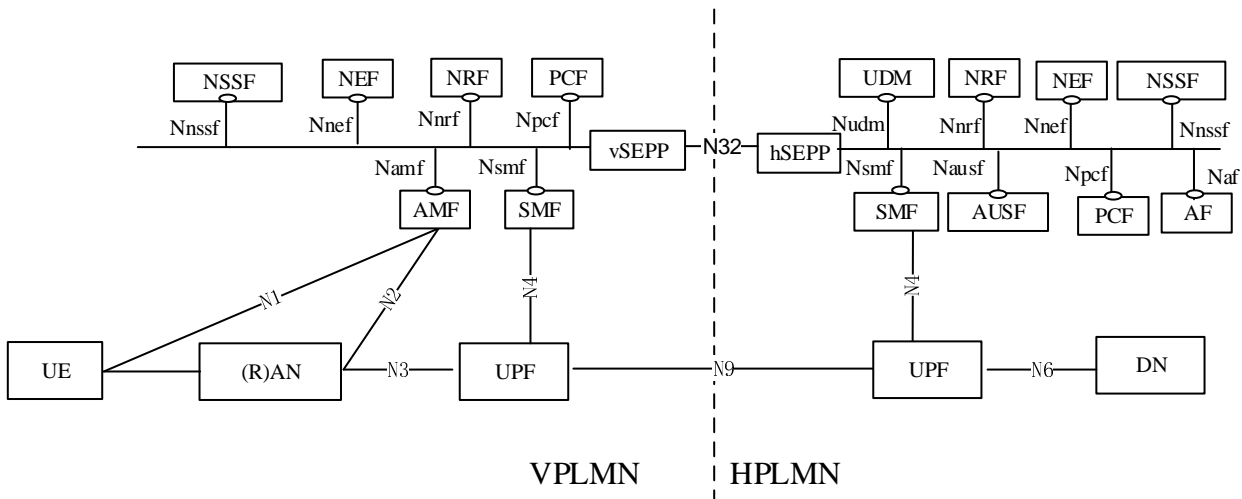 NSSF NEF NRF PCF UDM NRF NEF NSSF
Nnssf Nnef Nnrf Npcf Nudm Nnrf Nnef Nnssf
vSEPP N32 hSEPP
Namf Nsmf Nsmf Nausf Npcf Naf
AMF SMF SMF AUSF PCF AF
N1 N2 N4 N4
UE (R)AN N3 UPF N9 UPF N6 DN
VPLMN HPLMN